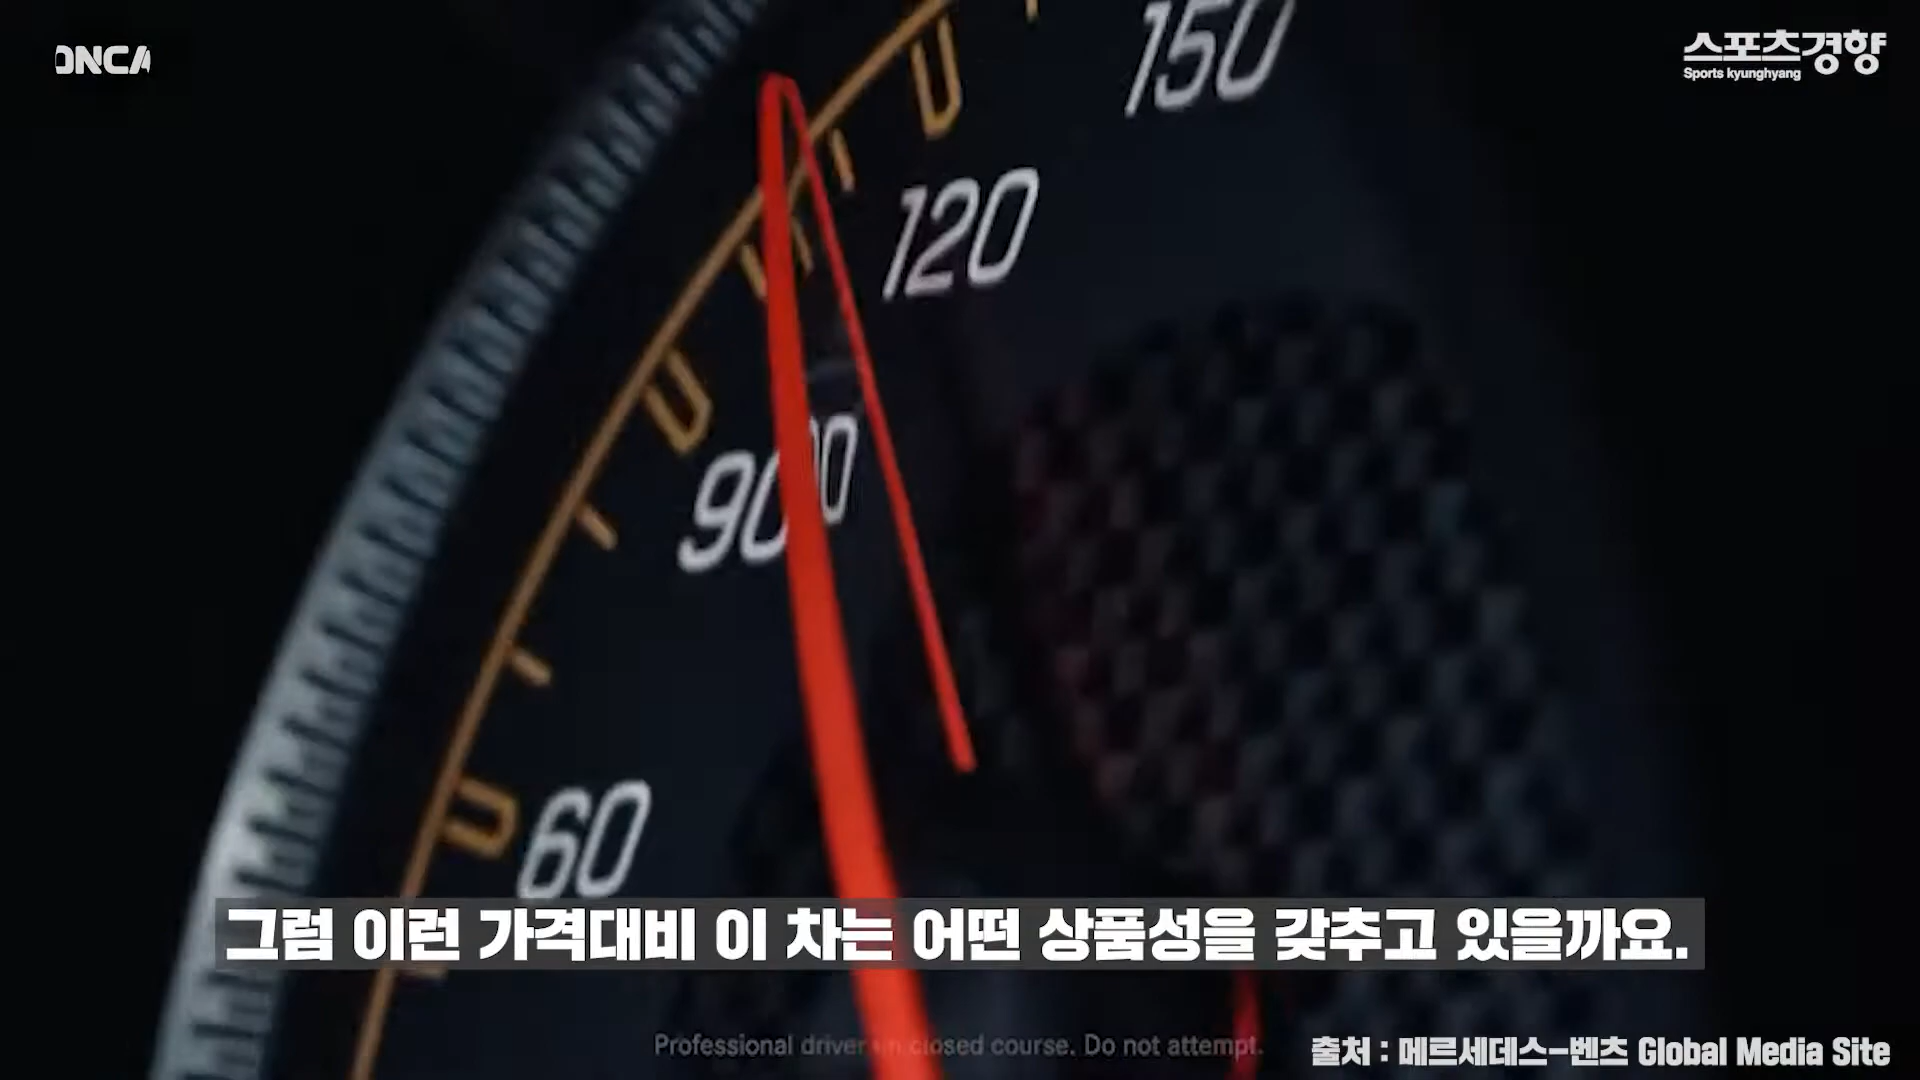 스포츠경향
Sports kyunghyang
150
120
90
60
그럼 이런 가격대비 이 차는 어떤 상품성을 갖추고 있을까요.
Professional driver on closed course. Do not attempt.
출처 : 메르세데스-벤츠 Global Media Site